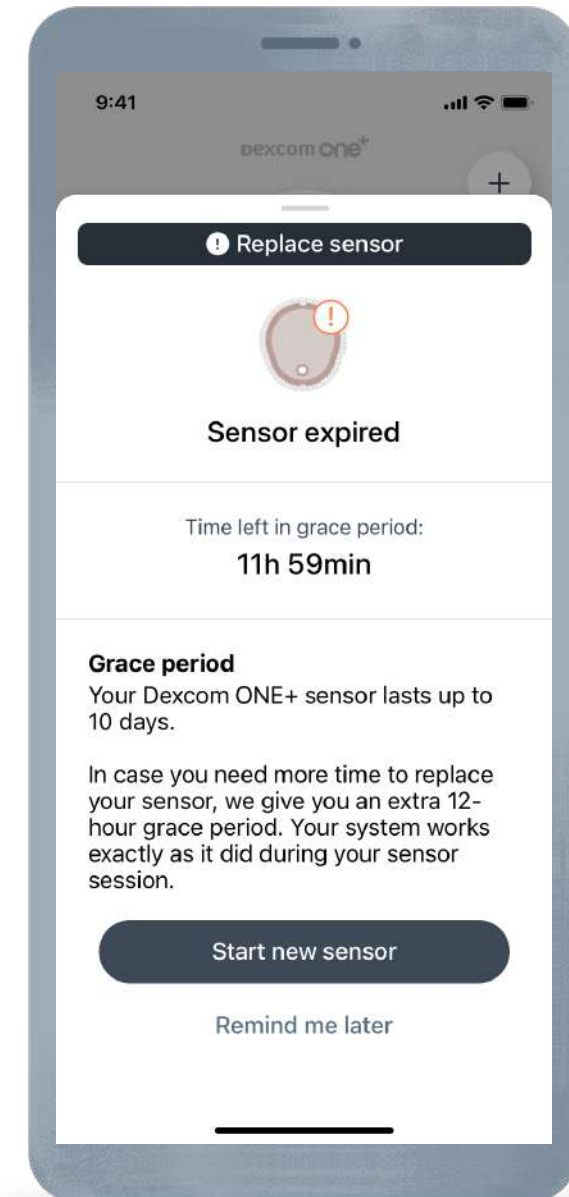 9:41
Dexcom ONE+
Replace sensor
Sensor expired
Time left in grace period:
11h 59min
Grace period
Your Dexcom ONE+ sensor lasts up to
10 days.
In case you need more time to replace
your sensor, we give you an extra 12-
hour grace period. Your system works
exactly as it did during your sensor
session.
Start new sensor
Remind me later